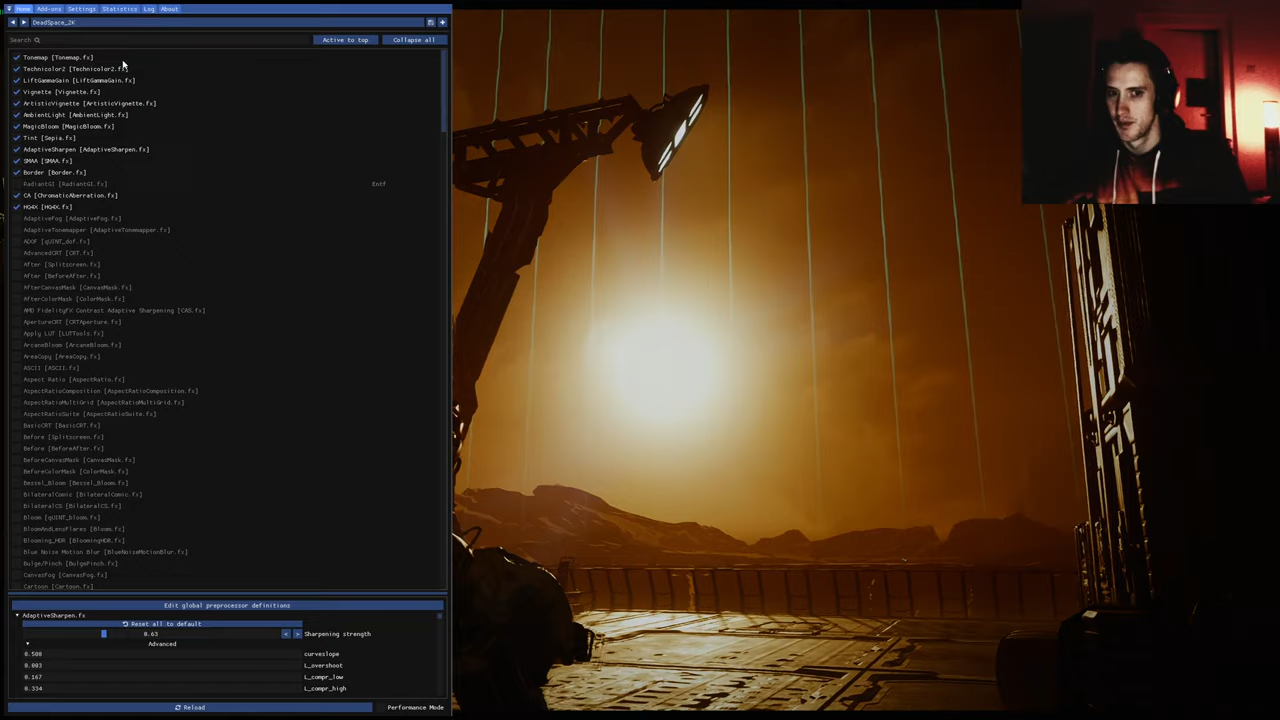 Home Add-ons Settings Statistics Log About
DeadSpace_2K
Search
Active to top
Collapse all
Tonemap [Tonemap.fx]
Technicolor2 [Technicolor2.fx]
LiftGammaGain [LiftGammaGain.fx]
Vignette [Vignette.fx]
ArtisticVignette [ArtisticVignette.fx]
AmbientLight [AmbientLight.fx]
MagicBloom [MagicBloom.fx]
Tint [Sepia.fx]
AdaptiveSharpen [AdaptiveSharpen.fx]
SMAA [SMAA.fx]
Border [Border.fx]
RadiantGI [RadiantGI.fx] Entf
CA [ChromaticAberration.fx]
HQ4X [HQ4X.fx]
AdaptiveFog [AdaptiveFog.fx]
AdaptiveTonemapper [AdaptiveTonemapper.fx]
ADOF [qUINT_dof.fx]
AdvancedCRT [CRT.fx]
After [Splitscreen.fx]
After [BeforeAfter.fx]
AfterCanvasMask [CanvasMask.fx]
AfterColorMask [ColorMask.fx]
AMD FidelityFX Contrast Adaptive Sharpening [CAS.fx]
ApertureCRT [CRTAperture.fx]
Apply LUT [LUTTools.fx]
ArcaneBloom [ArcaneBloom.fx]
AreaCopy [AreaCopy.fx]
ASCII [ASCII.fx]
Aspect Ratio [AspectRatio.fx]
AspectRatioComposition [AspectRatioComposition.fx]
AspectRatioMultiGrid [AspectRatioMultiGrid.fx]
AspectRatioSuite [AspectRatioSuite.fx]
BasicCRT [BasicCRT.fx]
Before [Splitscreen.fx]
Before [BeforeAfter.fx]
BeforeCanvasMask [CanvasMask.fx]
BeforeColorMask [ColorMask.fx]
Bessel_Bloom [Bessel_Bloom.fx]
BilateralComic [BilateralComic.fx]
BilateralCS [BilateralCS.fx]
Bloom [qUINT_bloom.fx]
BloomAndLensFlares [Bloom.fx]
Blooming_HDR [BloomingHDR.fx]
Blue Noise Motion Blur [BlueNoiseMotionBlur.fx]
Bulge/Pinch [BulgePinch.fx]
CanvasFog [CanvasFog.fx]
Cartoon [Cartoon.fx]
Edit global preprocessor definitions
AdaptiveSharpen.fx
Reset all to default
0.63 < > Sharpening strength
Advanced
0.500 curveslope
0.003 L_overshoot
0.167 L_compr_low
0.334 L_compr_high
Reload
Performance Mode